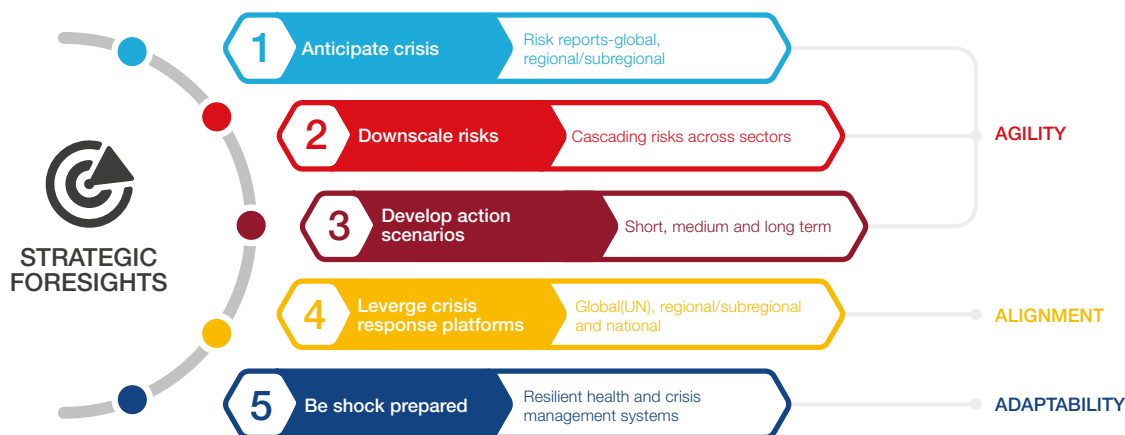 STRATEGIC
FORESIGHTS
1
Anticipate crisis
Risk reports-global,
regional/subregional
2
Downscale risks
Cascading risks across sectors
3
Develop action
scenarios
Short, medium and long term
AGILITY
4
Leverge crisis
response platforms
Global(UN), regional/subregional
and national
ALIGNMENT
5
Be shock prepared
Resilient health and crisis
management systems
ADAPTABILITY